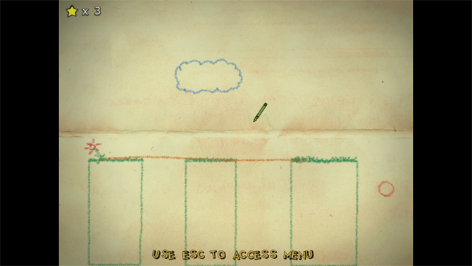 x 3
USE ESC TO ACCESS MENU